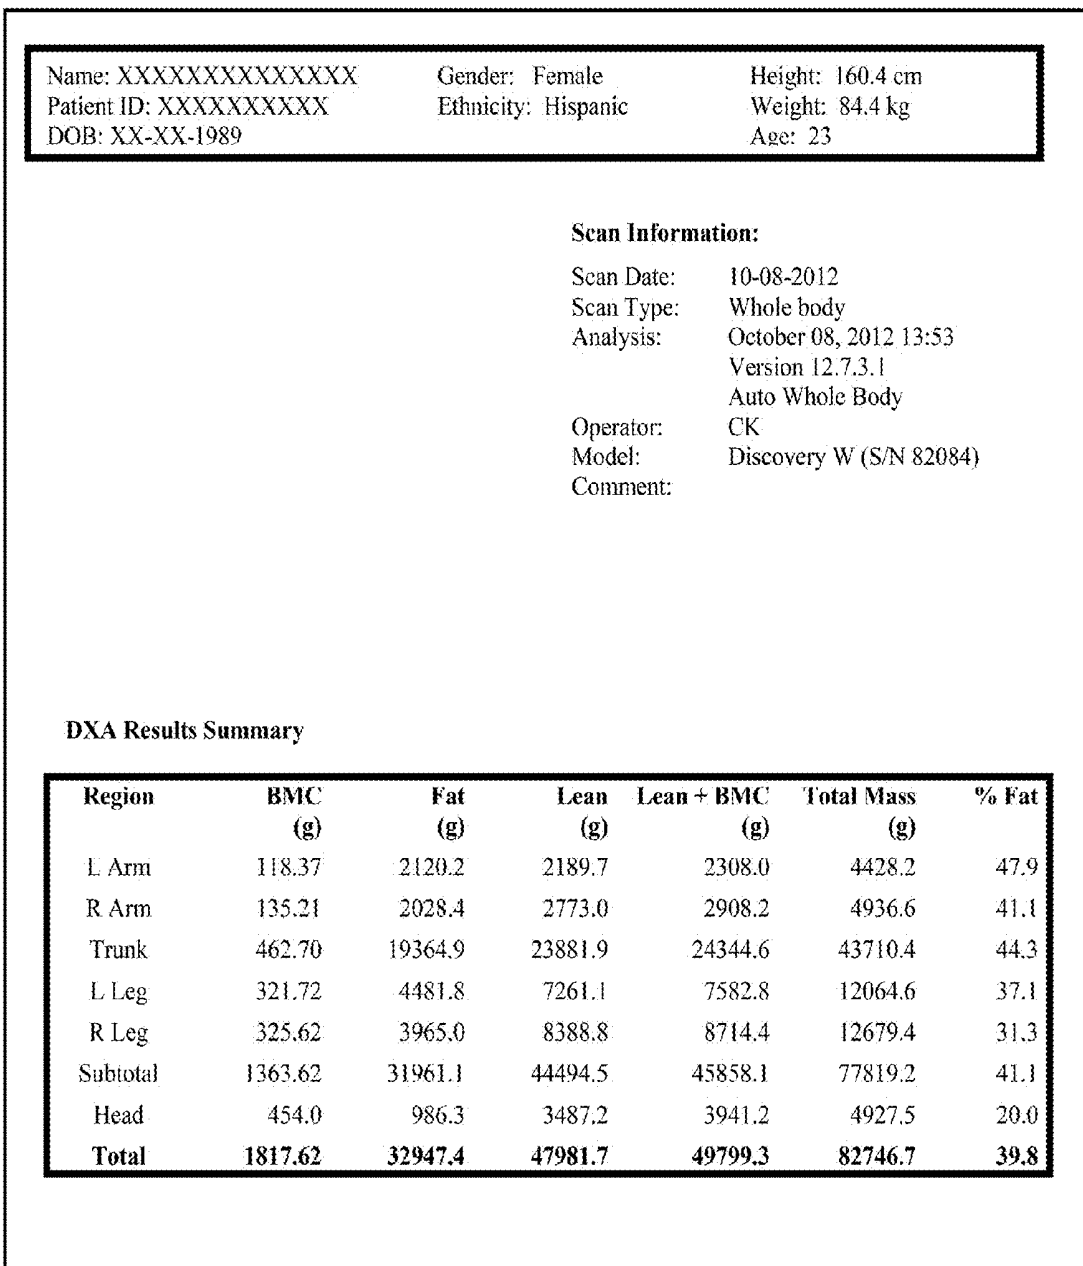 Name: XXXXXXXXXXXXXX Gender: Female Height: 160.4 cm
Patient ID: XXXXXXXXXX Ethnicity: Hispanic Weight: 84.4 kg
DOB: XX-XX-1989 Age: 23
Scan Information:
Scan Date: 10-08-2012
Scan Type: Whole body
Analysis: October 08, 2012 13:53
Version 12.7.3.1
Auto Whole Body
Operator: CK
Model: Discovery W (S/N 82084)
Comment:
DXA Results Summary
Region BMC Fat Lean Lean + BMC Total Mass % Fat
(g) (g) (g) (g) (g)
L Arm 118.37 2120.2 2189.7 2308.0 4428.2 47.9
R Arm 135.21 2028.4 2773.0 2908.2 4936.6 41.1
Trunk 462.70 19364.9 23881.9 24344.6 43710.4 44.3
L Leg 321.72 4481.8 7261.1 7582.8 12064.6 37.1
R Leg 325.62 3965.0 8388.8 8714.4 12679.4 31.3
Subtotal 1363.62 31961.1 44494.5 45858.1 77819.2 41.1
Head 454.0 986.3 3487.2 3941.2 4927.5 20.0
Total 1817.62 32947.4 47981.7 49799.3 82746.7 39.8